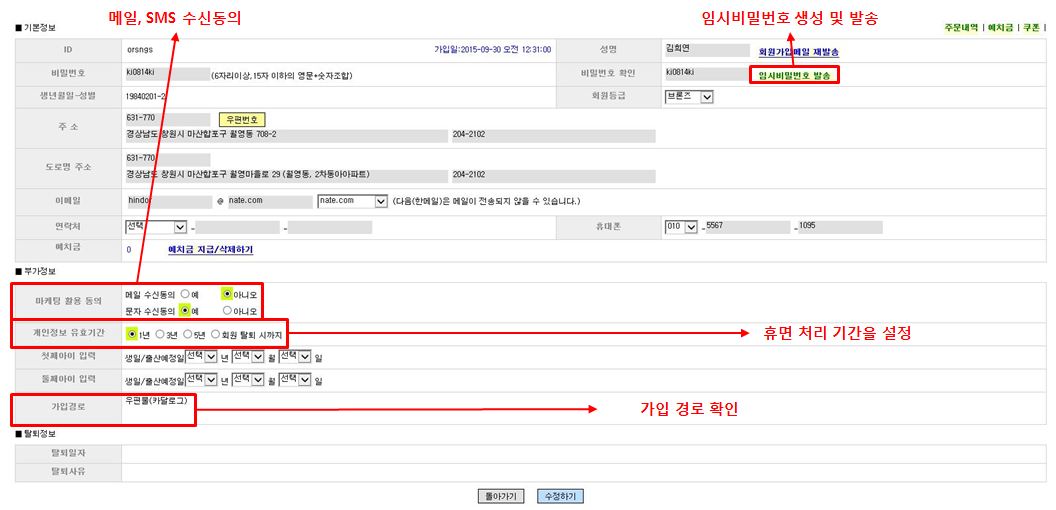 메일, SMS 수신동의
임시비밀번호 생성 및 발송
■ 기본정보
주문내역 | 예치금 | 쿠폰 |
ID orsngs 가입일:2015-09-30 오전 12:31:00 성명 김희연 회원가입메일 재발송
비밀번호 ki0814ki (6자리이상,15자 이하의 영문+숫자조합) 비밀번호 확인 ki0814ki 임시비밀번호 발송
생년월일-성별 19840201-2 회원등급 브론즈
주 소 631-770 우편번호
경상남도 창원시 마산합포구 월영동 708-2 204-2102
도로명 주소 631-770
경상남도 창원시 마산합포구 월영마을로 29 (월영동, 2차동아아파트) 204-2102
이메일 hindor @ nate.com nate.com (다음(한메일)은 메일이 전송되지 않을 수 있습니다.)
연락처 선택 - - 휴대폰 010 - 5567 - 1095
예치금 0 예치금 지급/삭제하기
■ 부가정보
마케팅 활용 동의 메일 수신동의 예 아니오
문자 수신동의 예 아니오
개인정보 유효기간 1년 3년 5년 회원 탈퇴 시까지
휴면 처리 기간을 설정
첫째아이 입력 생일/출산예정일 선택 년 선택 월 선택 일
둘째아이 입력 생일/출산예정일 선택 년 선택 월 선택 일
가입경로 우편물(카달로그)
가입 경로 확인
■ 탈퇴정보
탈퇴일자
탈퇴사유
돌아가기 수정하기